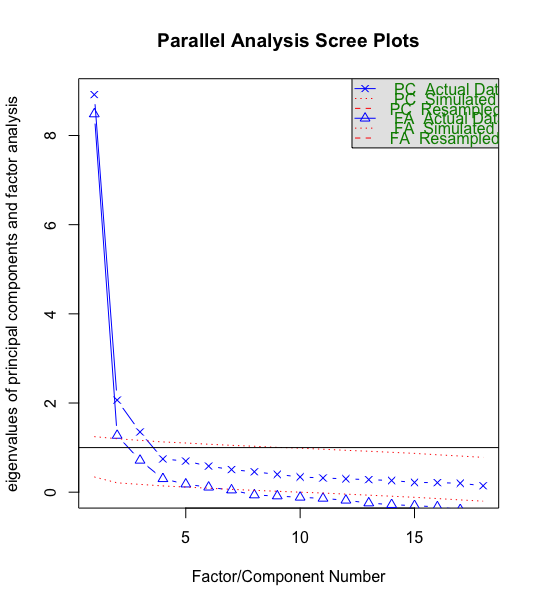 Parallel Analysis Scree Plots
eigenvalues of principal components and factor analysis
8
6
4
2
0
PC Actual Dat
PC Simulated
PC Resampled
FA Actual Dat
FA Simulated
FA Resampled
5 10 15
Factor/Component Number